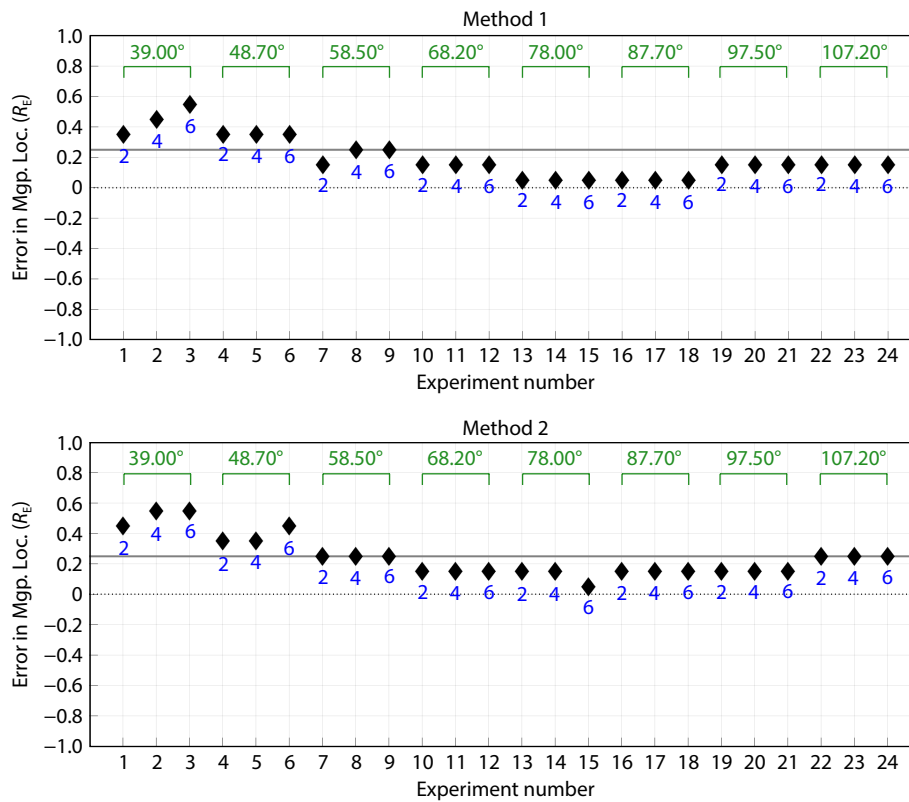 Method 1
1.0
39.00° 48.70° 58.50° 68.20° 78.00° 87.70° 97.50° 107.20°
0.8
0.6
6
0.4
4
2 2 4 6
0.2
4 6
2 2 4 6 2 4 6 2 4 6
0
2 4 6 2 4 6
−0.2
−0.4
−0.6
−0.8
−1.0
Error in Mgp. Loc. (R_E)
1 2 3 4 5 6 7 8 9 10 11 12 13 14 15 16 17 18 19 20 21 22 23 24
Experiment number
Method 2
1.0
39.00° 48.70° 58.50° 68.20° 78.00° 87.70° 97.50° 107.20°
0.8
0.6
0.4
4 6
2 6
0.2
2 4
2 4 6 2 4 6
0
2 4 6 2 4 2 4 6 2 4 6
6
−0.2
−0.4
−0.6
−0.8
−1.0
Error in Mgp. Loc. (R_E)
1 2 3 4 5 6 7 8 9 10 11 12 13 14 15 16 17 18 19 20 21 22 23 24
Experiment number